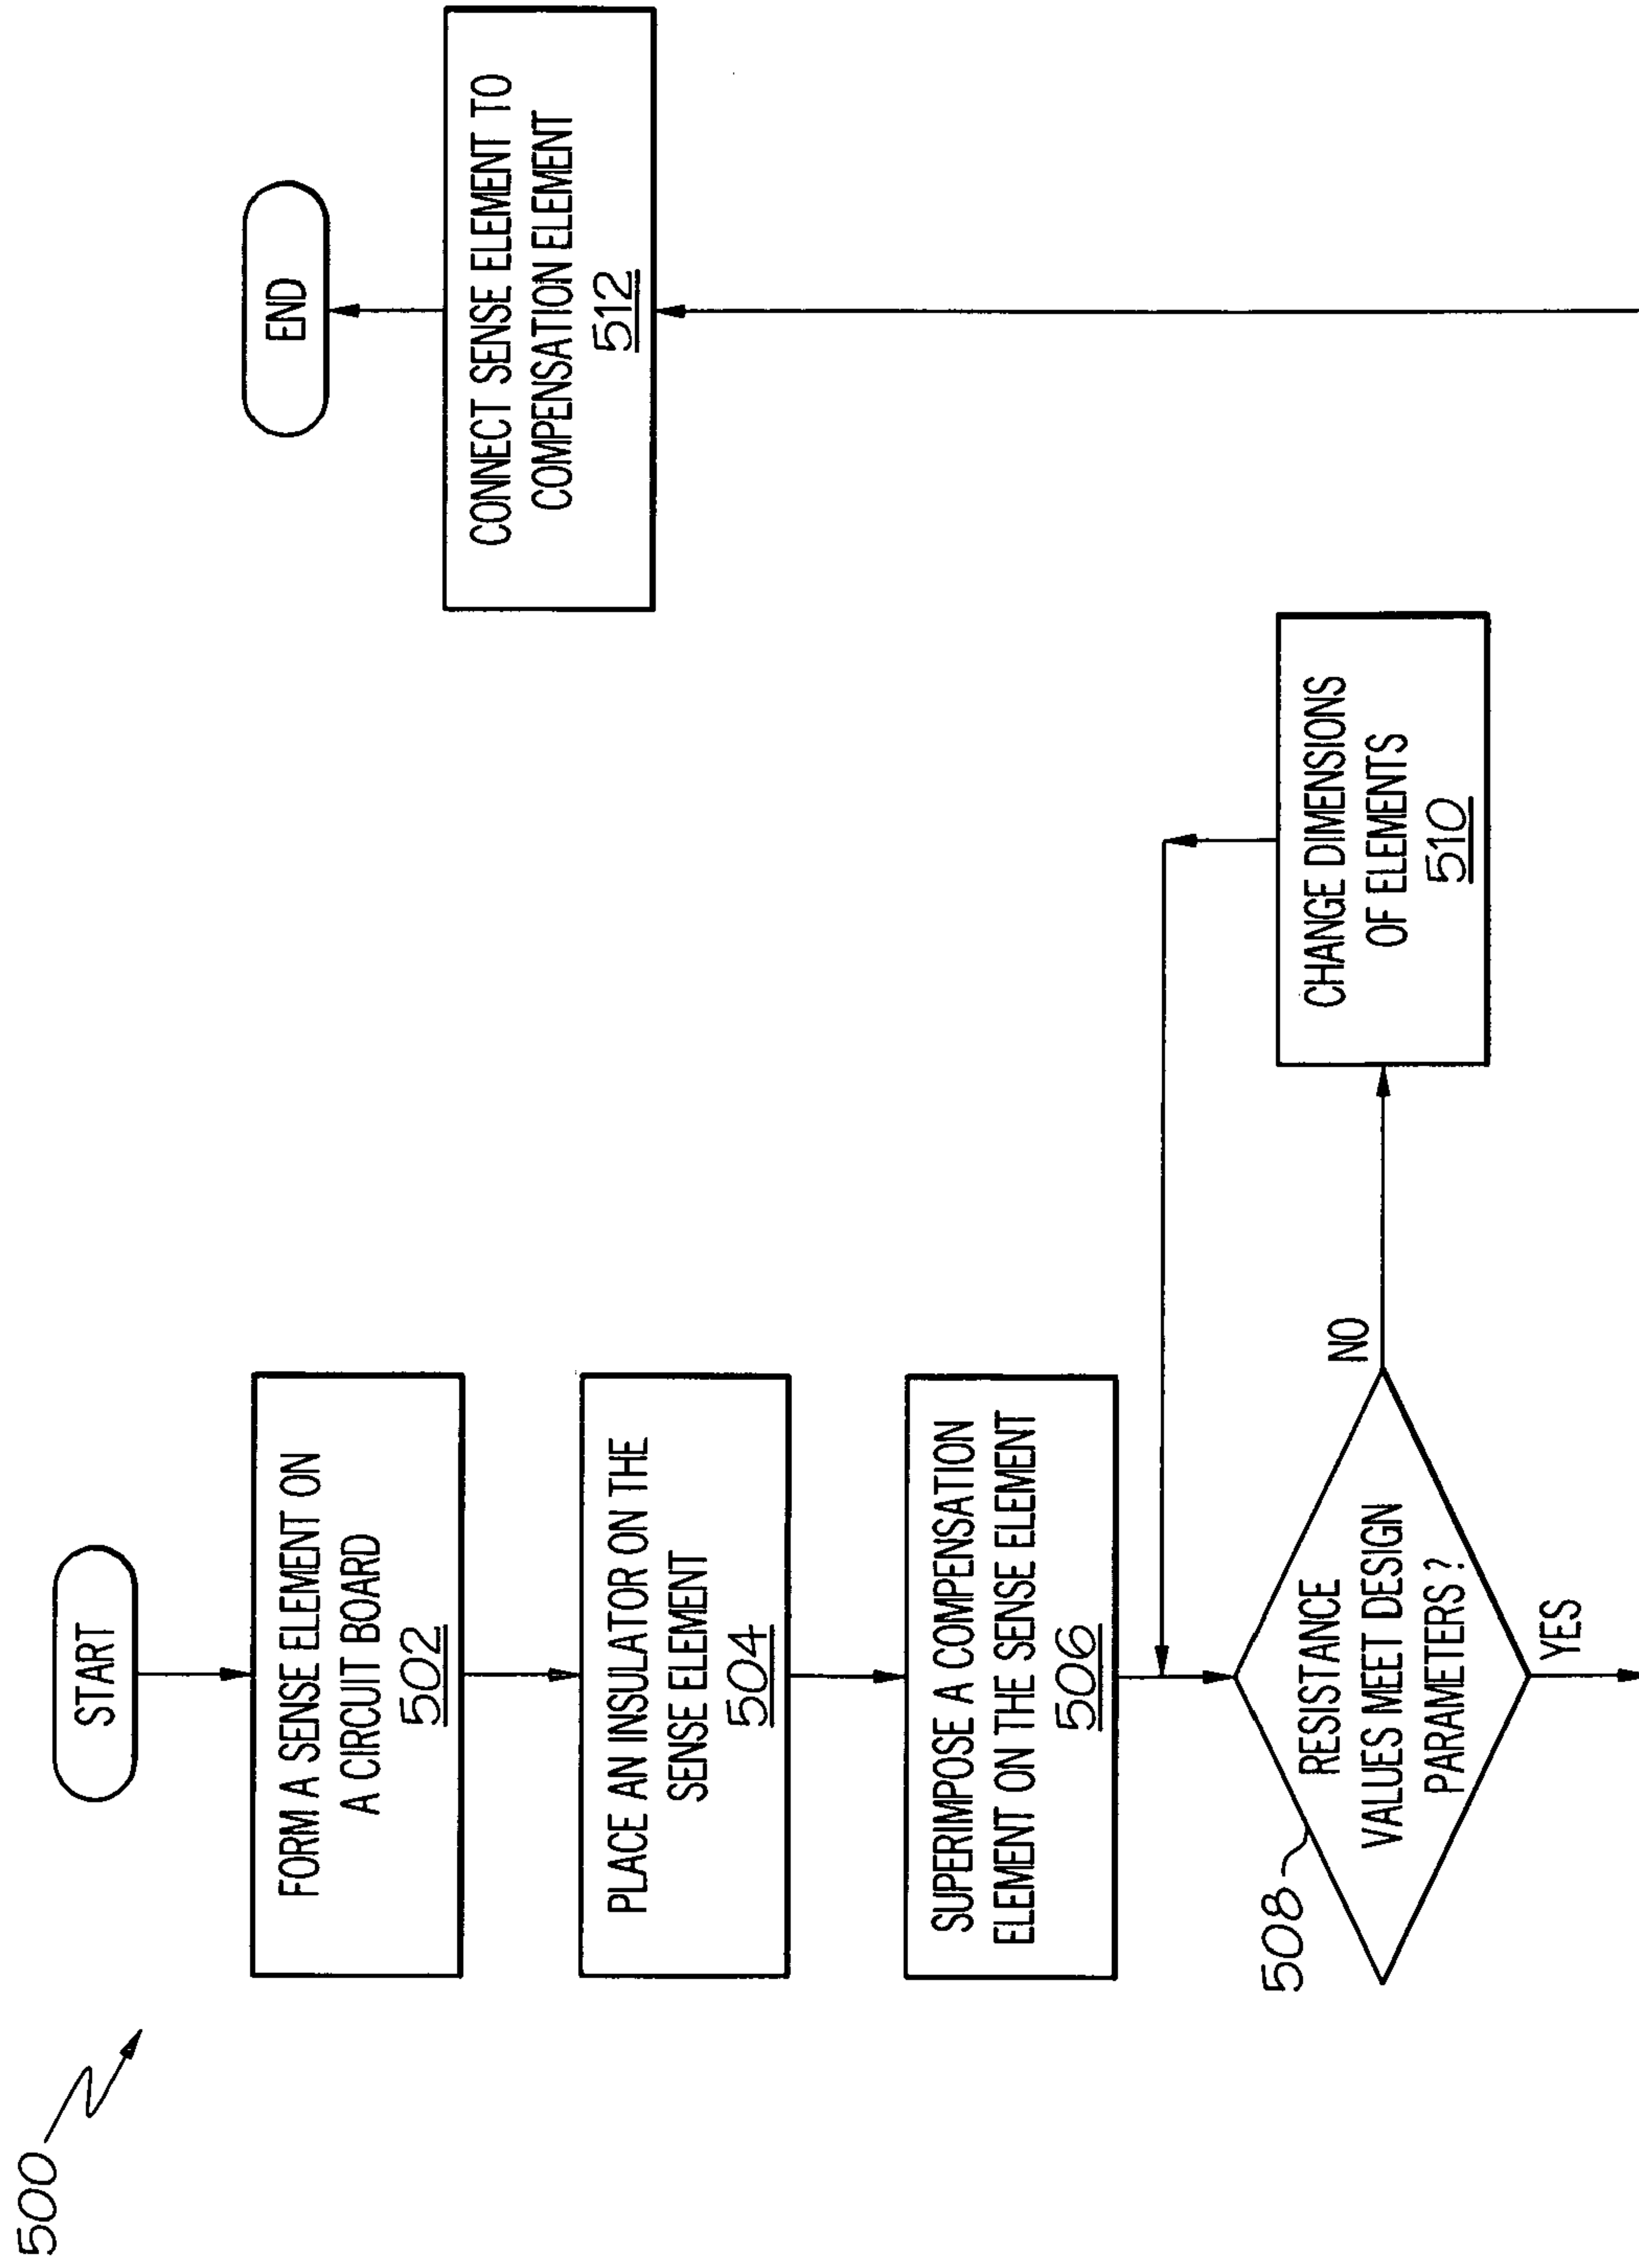 500
START
FORM A SENSE ELEMENT ON
A CIRCUIT BOARD
502
PLACE AN INSULATOR ON THE
SENSE ELEMENT
504
SUPERIMPOSE A COMPENSATION
ELEMENT ON THE SENSE ELEMENT
506
508
RESISTANCE
VALUES MEET DESIGN
PARAMETERS?
NO
YES
CHANGE DIMENSIONS
OF ELEMENTS
510
CONNECT SENSE ELEMENT TO
COMPENSATION ELEMENT
512
END